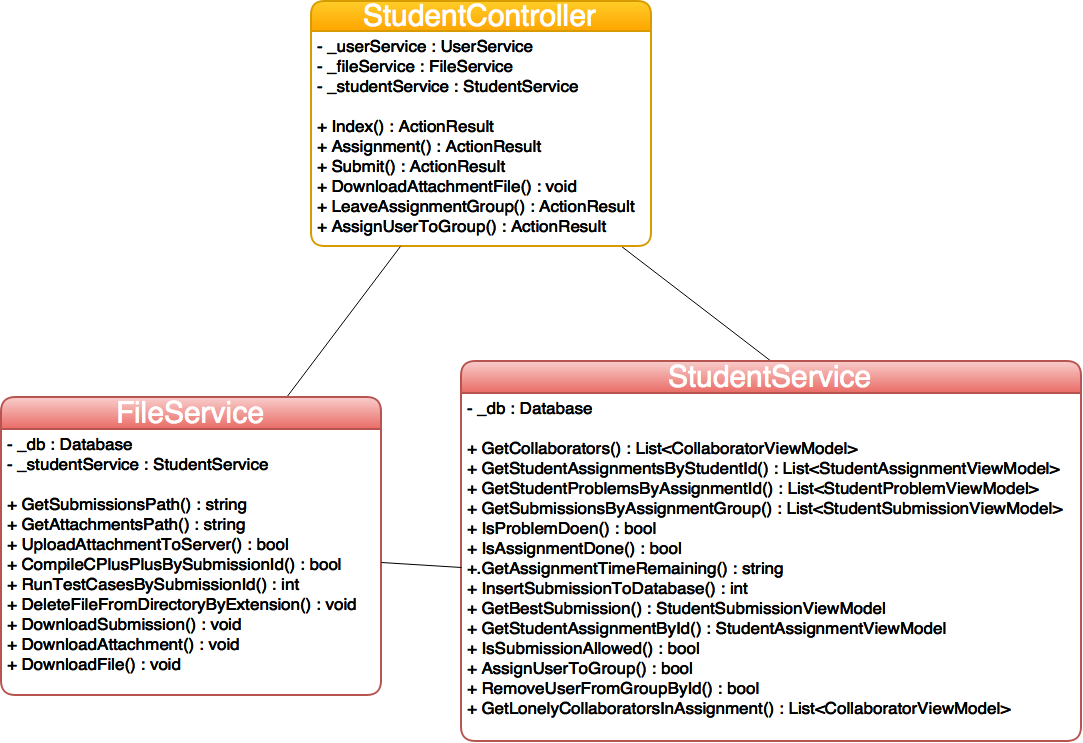 StudentController
- _userService : UserService
- _fileService : FileService
- _studentService : StudentService
+ Index() : ActionResult
+ Assignment() : ActionResult
+ Submit() : ActionResult
+ DownloadAttachmentFile() : void
+ LeaveAssignmentGroup() : ActionResult
+ AssignUserToGroup() : ActionResult
FileService
- _db : Database
- _studentService : StudentService
+ GetSubmissionsPath() : string
+ GetAttachmentsPath() : string
+ UploadAttachmentToServer() : bool
+ CompileCPlusPlusBySubmissionId() : bool
+ RunTestCasesBySubmissionId() : int
+ DeleteFileFromDirectoryByExtension() : void
+ DownloadSubmission() : void
+ DownloadAttachment() : void
+ DownloadFile() : void
StudentService
- _db : Database
+ GetCollaborators() : List<CollaboratorViewModel>
+ GetStudentAssignmentsByStudentId() : List<StudentAssignmentViewModel>
+ GetStudentProblemsByAssignmentId() : List<StudentProblemViewModel>
+ GetSubmissionsByAssignmentGroup() : List<StudentSubmissionViewModel>
+ IsProblemDoen() : bool
+ IsAssignmentDone() : bool
+.GetAssignmentTimeRemaining() : string
+ InsertSubmissionToDatabase() : int
+ GetBestSubmission() : StudentSubmissionViewModel
+ GetStudentAssignmentById() : StudentAssignmentViewModel
+ IsSubmissionAllowed() : bool
+ AssignUserToGroup() : bool
+ RemoveUserFromGroupById() : bool
+ GetLonelyCollaboratorsInAssignment() : List<CollaboratorViewModel>